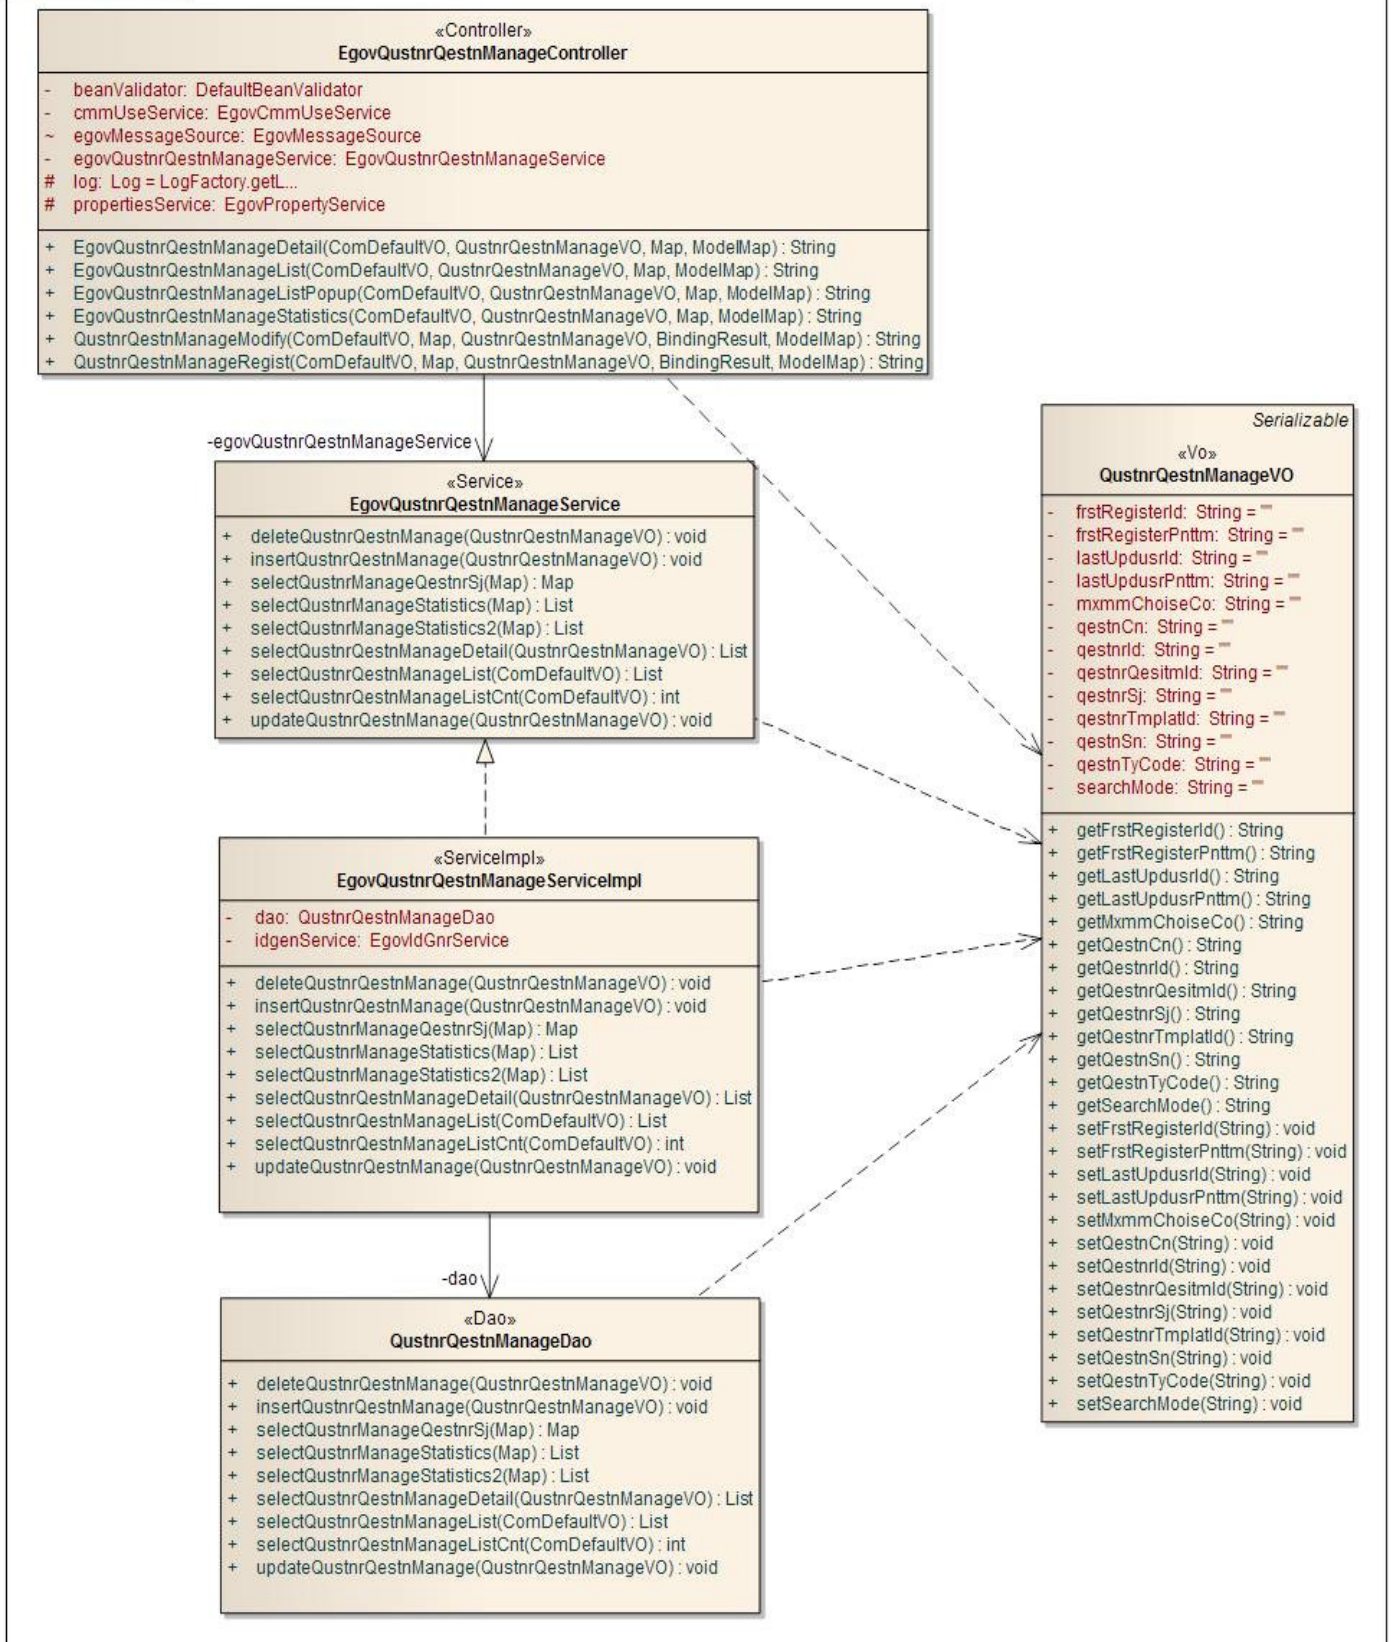 «Controller»
EgovQustnrQestnManageController
- beanValidator: DefaultBeanValidator
- cmmUseService: EgovCmmUseService
~ egovMessageSource: EgovMessageSource
- egovQustnrQestnManageService: EgovQustnrQestnManageService
# log: Log = LogFactory.getL...
# propertiesService: EgovPropertyService
+ EgovQustnrQestnManageDetail(ComDefaultVO, QustnrQestnManageVO, Map, ModelMap) : String
+ EgovQustnrQestnManageList(ComDefaultVO, QustnrQestnManageVO, Map, ModelMap) : String
+ EgovQustnrQestnManageListPopup(ComDefaultVO, QustnrQestnManageVO, Map, ModelMap) : String
+ EgovQustnrQestnManageStatistics(ComDefaultVO, QustnrQestnManageVO, Map, ModelMap) : String
+ QustnrQestnManageModify(ComDefaultVO, Map, QustnrQestnManageVO, BindingResult, ModelMap) : String
+ QustnrQestnManageRegist(ComDefaultVO, Map, QustnrQestnManageVO, BindingResult, ModelMap) : String
-egovQustnrQestnManageService
«Service»
EgovQustnrQestnManageService
+ deleteQustnrQestnManage(QustnrQestnManageVO) : void
+ insertQustnrQestnManage(QustnrQestnManageVO) : void
+ selectQustnrManageQestnrSj(Map) : Map
+ selectQustnrManageStatistics(Map) : List
+ selectQustnrManageStatistics2(Map) : List
+ selectQustnrQestnManageDetail(QustnrQestnManageVO) : List
+ selectQustnrQestnManageList(ComDefaultVO) : List
+ selectQustnrQestnManageListCnt(ComDefaultVO) : int
+ updateQustnrQestnManage(QustnrQestnManageVO) : void
«ServiceImpl»
EgovQustnrQestnManageServiceImpl
- dao: QustnrQestnManageDao
- idgenService: EgovIdGnrService
+ deleteQustnrQestnManage(QustnrQestnManageVO) : void
+ insertQustnrQestnManage(QustnrQestnManageVO) : void
+ selectQustnrManageQestnrSj(Map) : Map
+ selectQustnrManageStatistics(Map) : List
+ selectQustnrManageStatistics2(Map) : List
+ selectQustnrQestnManageDetail(QustnrQestnManageVO) : List
+ selectQustnrQestnManageList(ComDefaultVO) : List
+ selectQustnrQestnManageListCnt(ComDefaultVO) : int
+ updateQustnrQestnManage(QustnrQestnManageVO) : void
-dao
«Dao»
QustnrQestnManageDao
+ deleteQustnrQestnManage(QustnrQestnManageVO) : void
+ insertQustnrQestnManage(QustnrQestnManageVO) : void
+ selectQustnrManageQestnrSj(Map) : Map
+ selectQustnrManageStatistics(Map) : List
+ selectQustnrManageStatistics2(Map) : List
+ selectQustnrQestnManageDetail(QustnrQestnManageVO) : List
+ selectQustnrQestnManageList(ComDefaultVO) : List
+ selectQustnrQestnManageListCnt(ComDefaultVO) : int
+ updateQustnrQestnManage(QustnrQestnManageVO) : void
Serializable
«Vo»
QustnrQestnManageVO
- frstRegisterId: String = ""
- frstRegisterPnttm: String = ""
- lastUpdusrId: String = ""
- lastUpdusrPnttm: String = ""
- mxmmChoiseCo: String = ""
- qestnCn: String = ""
- qestnrId: String = ""
- qestnrQesitmId: String = ""
- qestnrSj: String = ""
- qestnrTmplatId: String = ""
- qestnSn: String = ""
- qestnTyCode: String = ""
- searchMode: String = ""
+ getFrstRegisterId() : String
+ getFrstRegisterPnttm() : String
+ getLastUpdusrId() : String
+ getLastUpdusrPnttm() : String
+ getMxmmChoiseCo() : String
+ getQestnCn() : String
+ getQestnrId() : String
+ getQestnrQesitmId() : String
+ getQestnrSj() : String
+ getQestnrTmplatId() : String
+ getQestnSn() : String
+ getQestnTyCode() : String
+ getSearchMode() : String
+ setFrstRegisterId(String) : void
+ setFrstRegisterPnttm(String) : void
+ setLastUpdusrId(String) : void
+ setLastUpdusrPnttm(String) : void
+ setMxmmChoiseCo(String) : void
+ setQestnCn(String) : void
+ setQestnrId(String) : void
+ setQestnrQesitmId(String) : void
+ setQestnrSj(String) : void
+ setQestnrTmplatId(String) : void
+ setQestnSn(String) : void
+ setQestnTyCode(String) : void
+ setSearchMode(String) : void